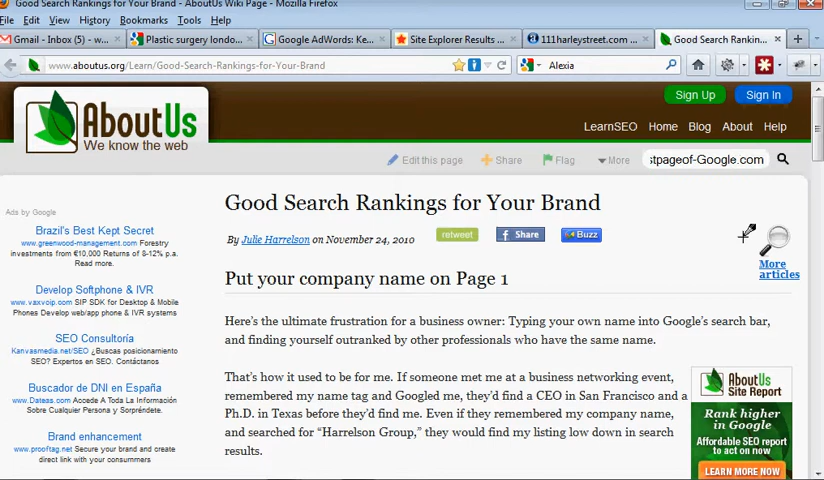 Good Search Rankings for Your Brand - AboutUs Wiki Page - Mozilla Firefox
File Edit View History Bookmarks Tools Help
Gmail - Inbox (5) - w... Plastic surgery londo... Google AdWords: Ke... Site Explorer Results ... 111harleystreet.com ... Good Search Ran...
www.aboutus.org/Learn/Good-Search-Rankings-for-Your-Brand Alexia
Sign Up Sign In
AboutUs
We know the web
LearnSEO Home Blog About Help
Edit this page Share Flag More stpageof-Google.com
Ads by Google
Brazil's Best Kept Secret
www.greenwood-management.com Forestry
investments from €10,000 Returns of 8-12% p.a.
Read more.
Develop Softphone & IVR
www.vaxvoip.com SIP SDK for Desktop & Mobile
Phones Develop web/app/phone & IVR systems
SEO Consultoría
Kanvasmedia.net/SEO ¿Buscas posicionamiento
SEO? Expertos en SEO. Contáctanos
Buscador de DNI en España
www.Dateas.com Accede A Toda La Información
Sobre Cualquier Persona y Sorpréndete.
Brand enhancement
www.prooftag.net Secure your brand and create
direct link with your consummers
Good Search Rankings for Your Brand
By Julie Harrelson on November 24, 2010 retweet Share Buzz
More
articles
Put your company name on Page 1
Here's the ultimate frustration for a business owner: Typing your own name into Google's search bar,
and finding yourself outranked by other professionals who have the same name.
That's how it used to be for me. If someone met me at a business networking event,
remembered my name tag and Googled me, they'd find a CEO in San Francisco and a
Ph.D. in Texas before they'd find me. Even if they remembered my company name,
and searched for “Harrelson Group,” they would find my listing low down in search
results.
AboutUs
Site Report
Rank higher
in Google
Affordable SEO report
to act on now
LEARN MORE NOW